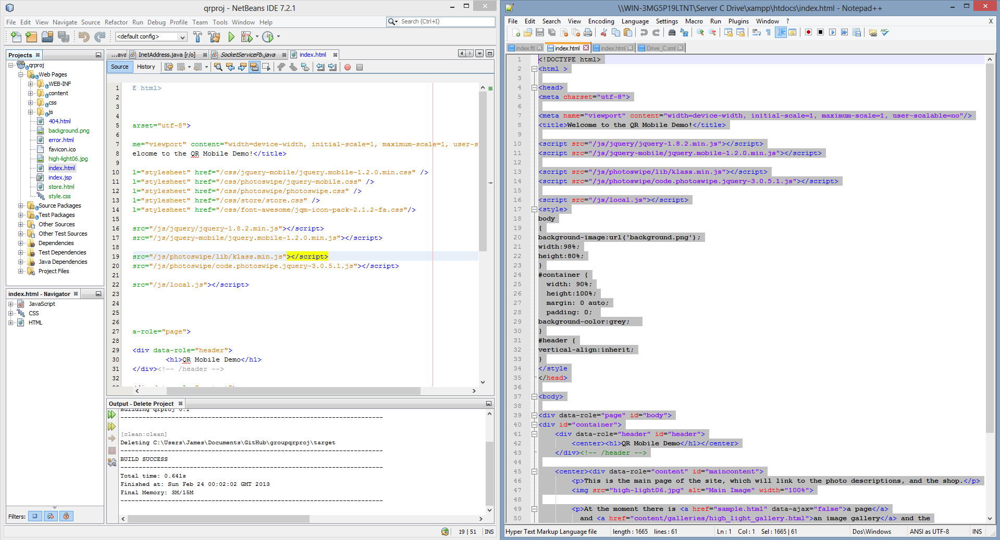 qrproj - NetBeans IDE 7.2.1
File Edit View Navigate Source Refactor Run Debug Profile Team Tools Window Help
Search (Ctrl+I)
<default config>
Projects
qrproj
Web Pages
WEB-INF
content
css
js
404.html
background.png
error.html
favicon.ico
high-light06.jpg
index.html
index.jsp
store.html
style.css
Source Packages
Test Packages
Other Sources
Other Test Sources
Dependencies
Test Dependencies
Java Dependencies
Project Files
index.html - Navigator
JavaScript
CSS
HTML
Filters:
...ava InetAddress.java [r/o] SocketServicePb.java index.html
Source History
1 E html>
2
3
4
5 arset="utf-8">
6
7 me="viewport" content="width=device-width, initial-scale=1, maximum-scale=1, user-s
8 elcome to the QR Mobile Demo!</title>
9
10 l="stylesheet" href="/css/jquery-mobile/jquery.mobile-1.2.0.min.css" />
11 l="stylesheet" href="/css/photoswipe/jquery-mobile.css" />
12 l="stylesheet" href="/css/photoswipe/photoswipe.css" />
13 l="stylesheet" href="/css/store/store.css" />
14 l="stylesheet" href="/css/font-awesome/jqm-icon-pack-2.1.2-fa.css"/>
15
16 src="/js/jquery/jquery-1.8.2.min.js"></script>
17 src="/js/jquery-mobile/jquery.mobile-1.2.0.min.js"></script>
18
19 src="/js/photoswipe/lib/klass.min.js"></script>
20 src="/js/photoswipe/code.photoswipe.jquery-3.0.5.1.js"></script>
21
22 src="/js/local.js"></script>
23
24
25
26
27 a-role="page">
28
29 <div data-role="header">
30 <h1>QR Mobile Demo</h1>
31 </div><!-- /header -->
32
Output - Delete Project
Building qrproj 0.1
------------------------------------------------------------------------
[clean:clean]
Deleting C:\Users\James\Documents\GitHub\groupqrproj\target
------------------------------------------------------------------------
BUILD SUCCESS
------------------------------------------------------------------------
Total time: 0.641s
Finished at: Sun Feb 24 00:02:02 GMT 2013
Final Memory: 3M/15M
------------------------------------------------------------------------
19 | 51 INS
\\WIN-3MG5P19LTNT\Server C Drive\xampp\htdocs\index.html - Notepad++
File Edit Search View Encoding Language Settings Macro Run Plugins Window ? X
index.ftl index.html index.html Drive_C.xml
1 <!DOCTYPE html>
2 <html >
3
4 <head>
5 <meta charset="utf-8">
6
7 <meta name="viewport" content="width=device-width, initial-scale=1, maximum-scale=1, user-scalable=no"/>
8 <title>Welcome to the QR Mobile Demo!</title>
9
10 <script src="/js/jquery/jquery-1.8.2.min.js"></script>
11 <script src="/js/jquery-mobile/jquery.mobile-1.2.0.min.js"></script>
12
13 <script src="/js/photoswipe/lib/klass.min.js"></script>
14 <script src="/js/photoswipe/code.photoswipe.jquery-3.0.5.1.js"></script>
15
16 <script src="/js/local.js"></script>
17 <style>
18 body
19 {
20 background-image:url('background.png');
21 width:98%;
22 height:80%;
23 }
24 #container {
25 width: 90%;
26 height:100%;
27 margin: 0 auto;
28 padding: 0;
29 background-color:grey;
30 }
31 #header {
32 vertical-align:inherit;
33 }
34 </style
35 </head>
36
37 <body>
38
39 <div data-role="page" id="body">
40 <div id="container">
41 <div data-role="header" id="header">
42 <center><h1>QR Mobile Demo</h1></center>
43 </div><!-- /header -->
44
45 <center><div data-role="content" id="maincontent">
46 <p>This is the main page of the site, which will link to the photo descriptions, and the shop.</p>
47 <img src="high-light06.jpg" alt="Main Image" width="100%">
48
49 <p>At the moment there is <a href="sample.html" data-ajax="false">a page</a>
50 and <a href="content/galleries/high_light_gallery.html">an image gallery</a> and the
Hyper Text Markup Language file length : 1665 lines : 61 Ln : 1 Col : 1 Sel : 1665 | 61 Dos\Windows ANSI as UTF-8 INS